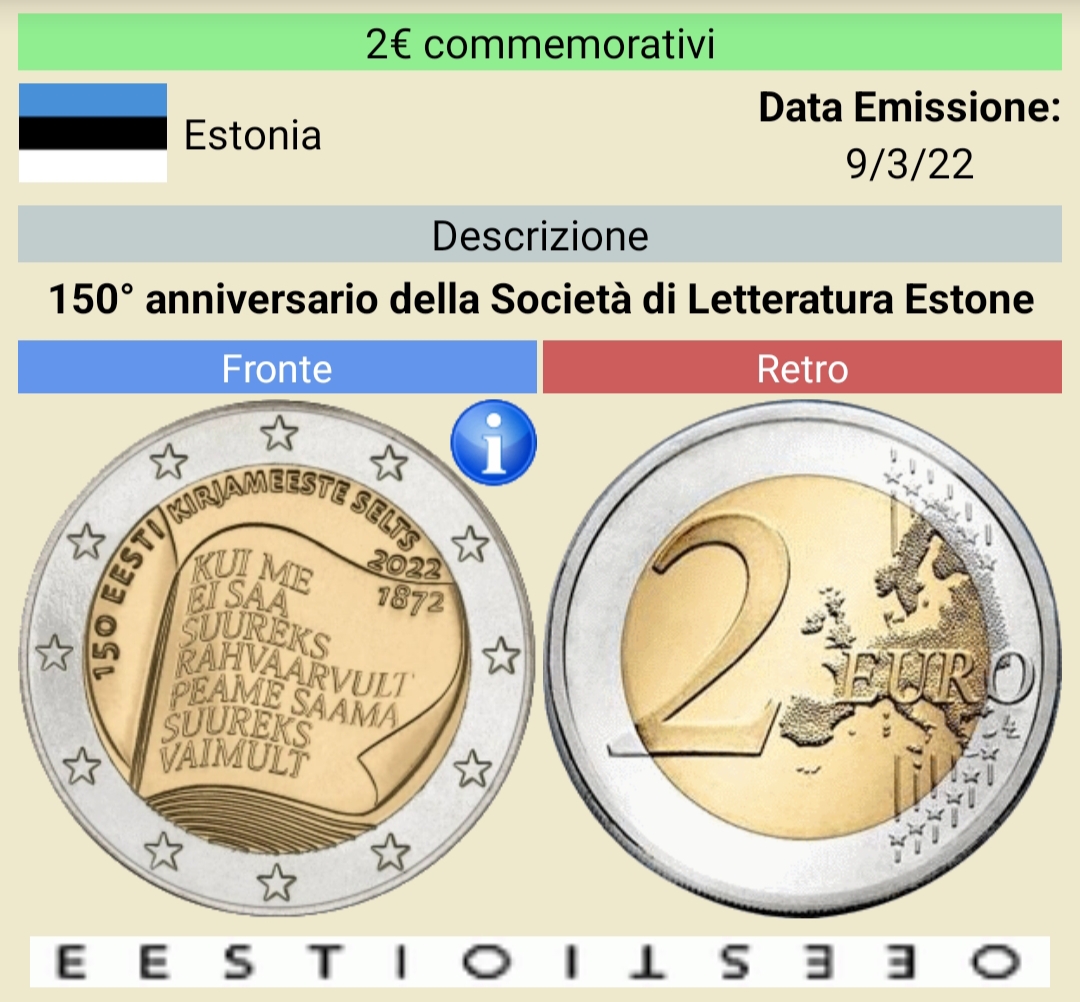 2€ commemorativi
Estonia
Data Emissione:
9/3/22
Descrizione
150° anniversario della Società di Letteratura Estone
Fronte
Retro
i
150 EESTI KIRJAMEESTE SELTS
2022
1872
KUI ME
EI SAA
SUUREKS
RAHVAARVULT
PEAME SAAMA
SUUREKS
VAIMULT
2 EURO
EESTIOITSEEO